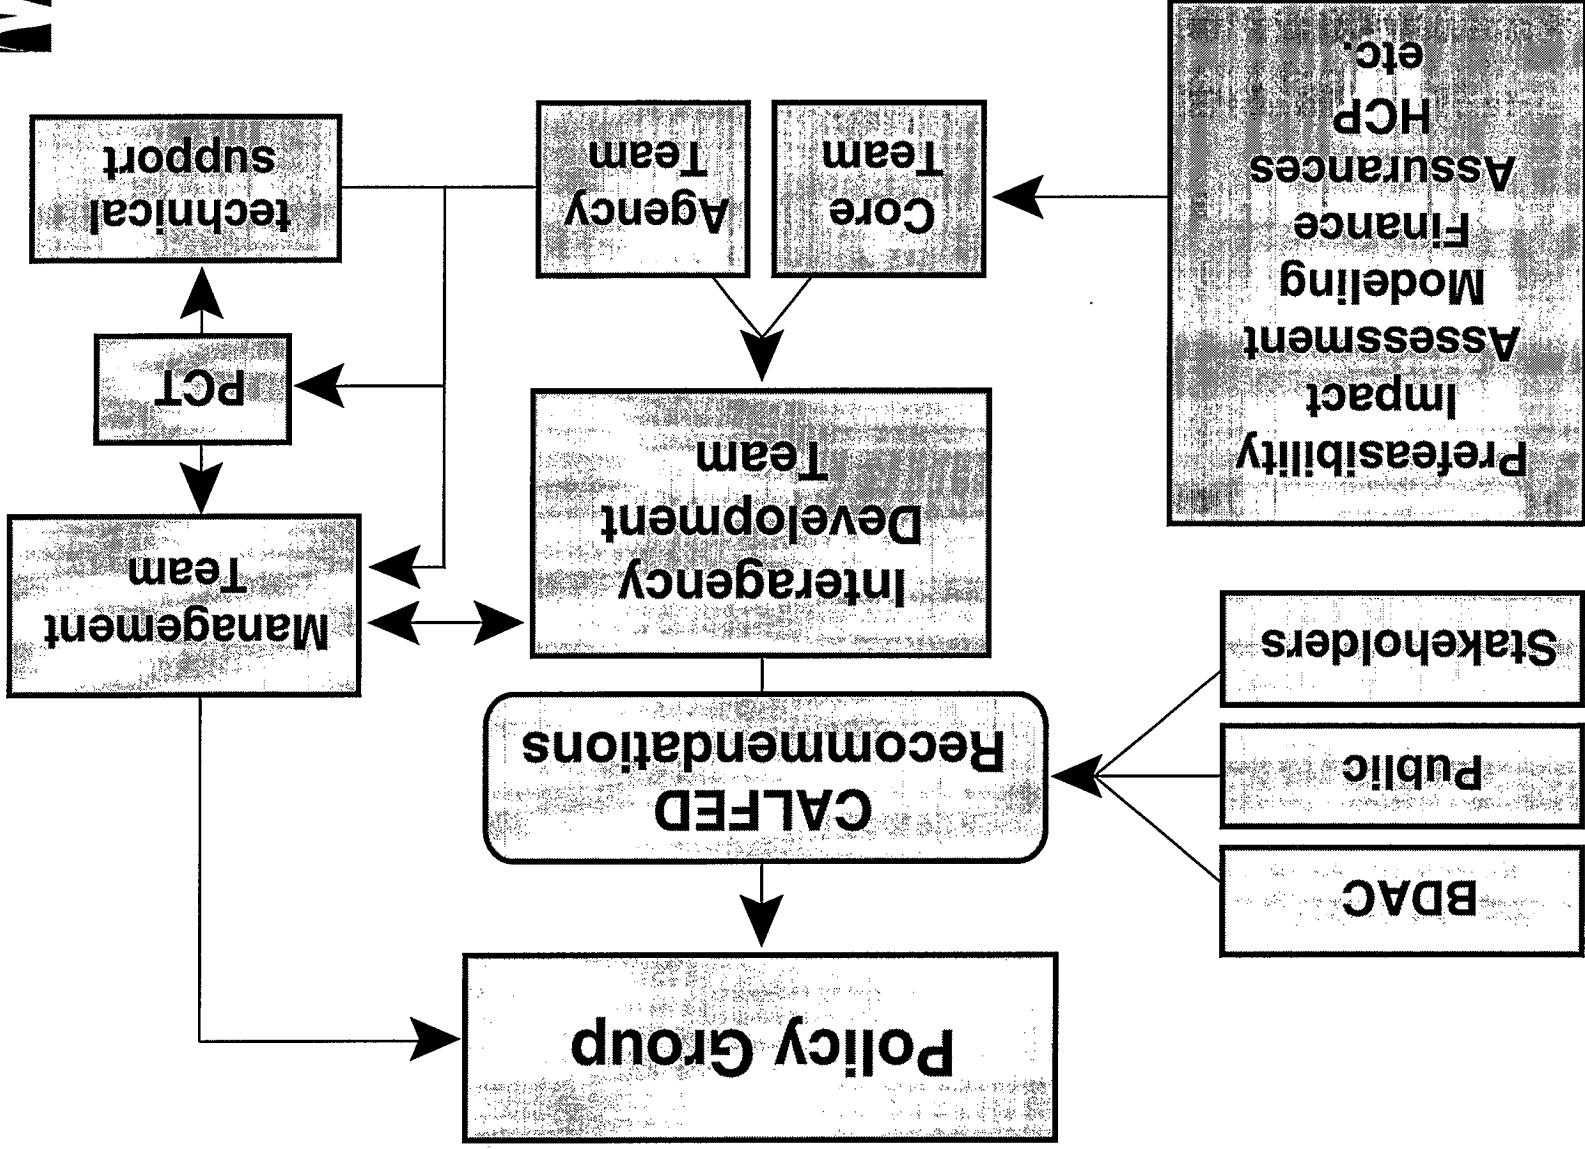 Policy Group
BDAC
Public
Stakeholders
CALFED
Recommendations
Interagency
Development
Team
Management
Team
PCT
technical
support
Core
Team
Agency
Team
Prefeasibility
Impact
Assessment
Modeling
Finance
Assurances
HCP
etc.